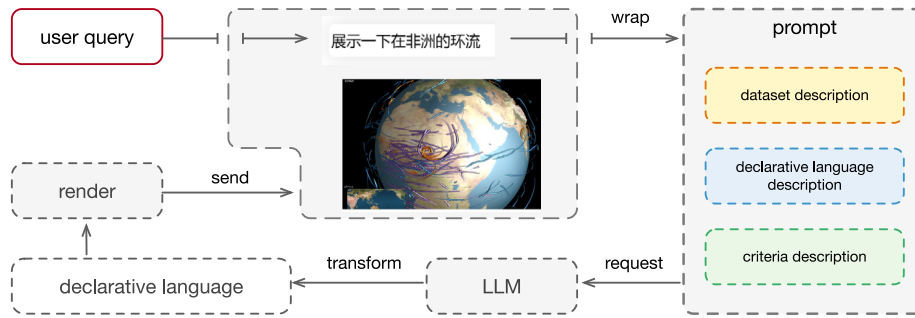 user query
展示一下在非洲的环流
wrap
prompt
dataset description
declarative language
description
criteria description
render
send
declarative language
transform
LLM
request